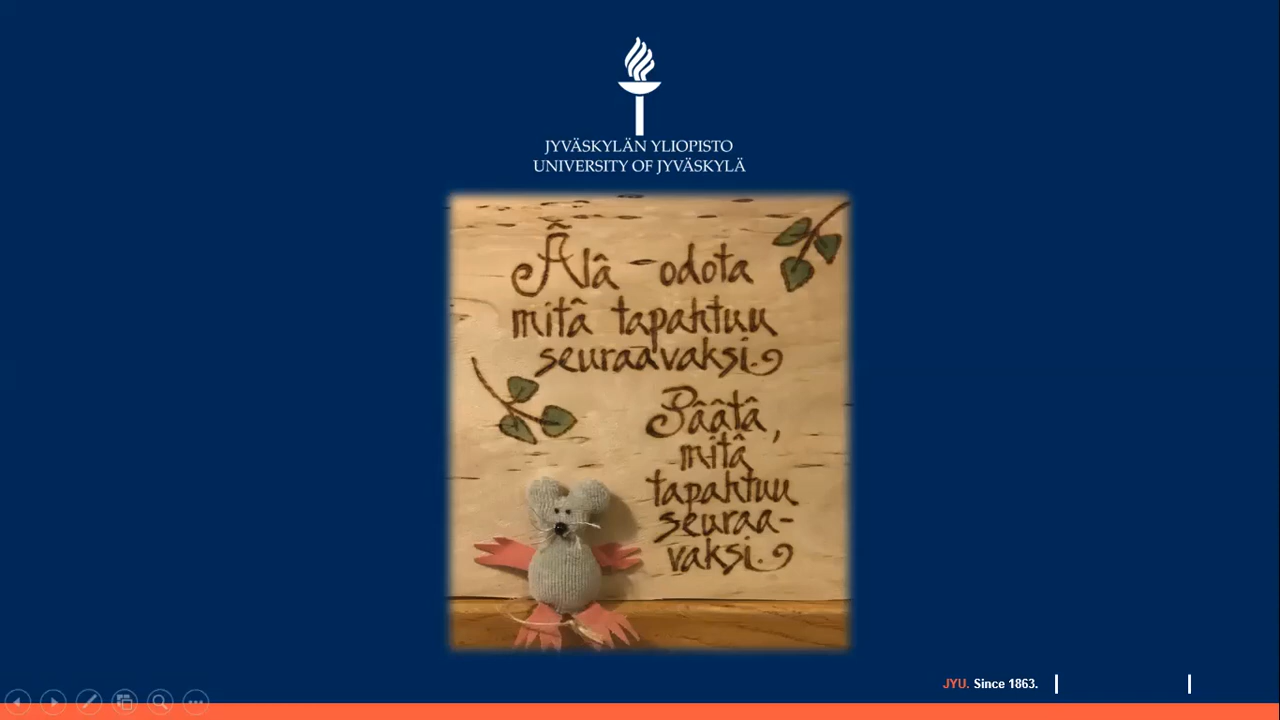 JYVÄSKYLÄN YLIOPISTO
UNIVERSITY OF JYVÄSKYLÄ
Älä odota
mitä tapahtuu
seuraavaksi.
Päätä,
mitä
tapahtuu
seuraa-
vaksi.
JYU. Since 1863.